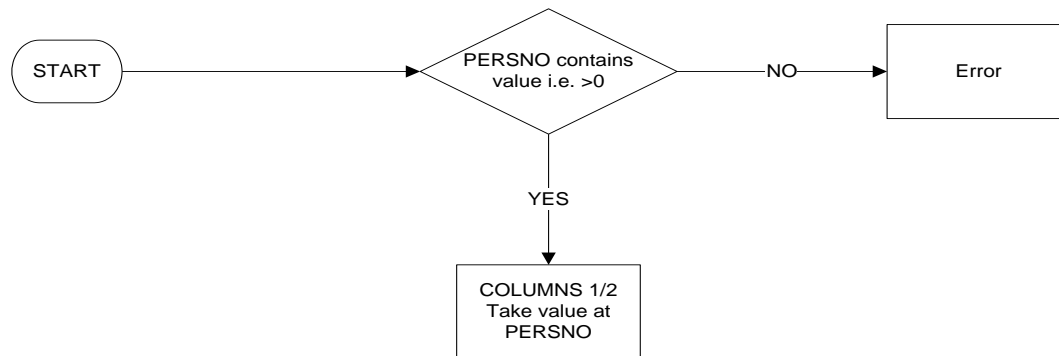 START
PERSNO contains
value i.e. >0
NO
Error
YES
COLUMNS 1/2
Take value at
PERSNO